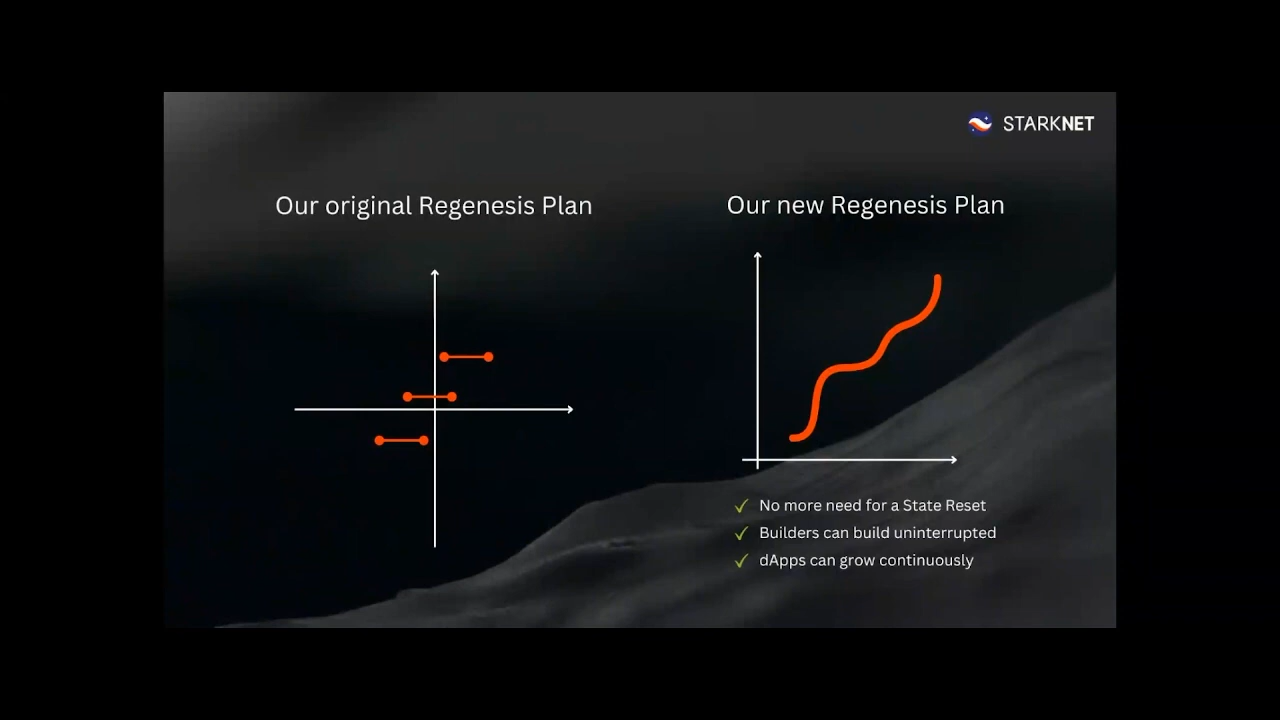 STARKNET
Our original Regenesis Plan
Our new Regenesis Plan
No more need for a State Reset
Builders can build uninterrupted
dApps can grow continuously